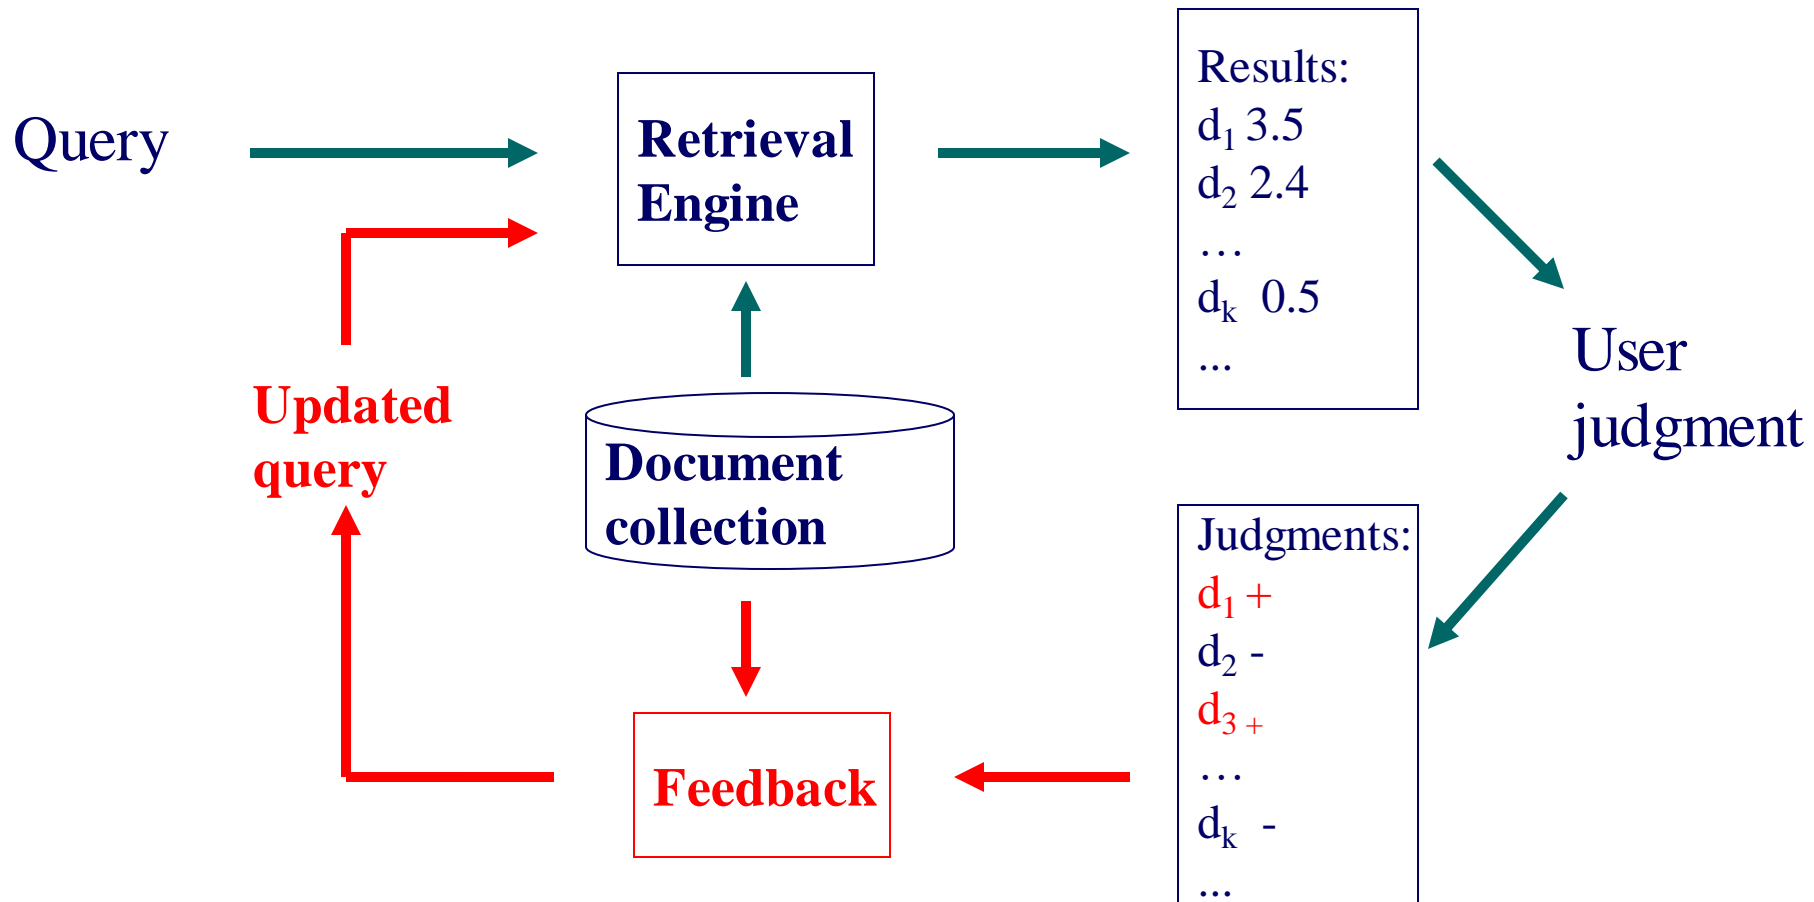 Query
Retrieval
Engine
Results:
d₁ 3.5
d₂ 2.4
…
dₖ 0.5
...
User
judgment
Updated
query
Document
collection
Judgments:
d₁ +
d₂ -
d₃ +
…
dₖ -
...
Feedback